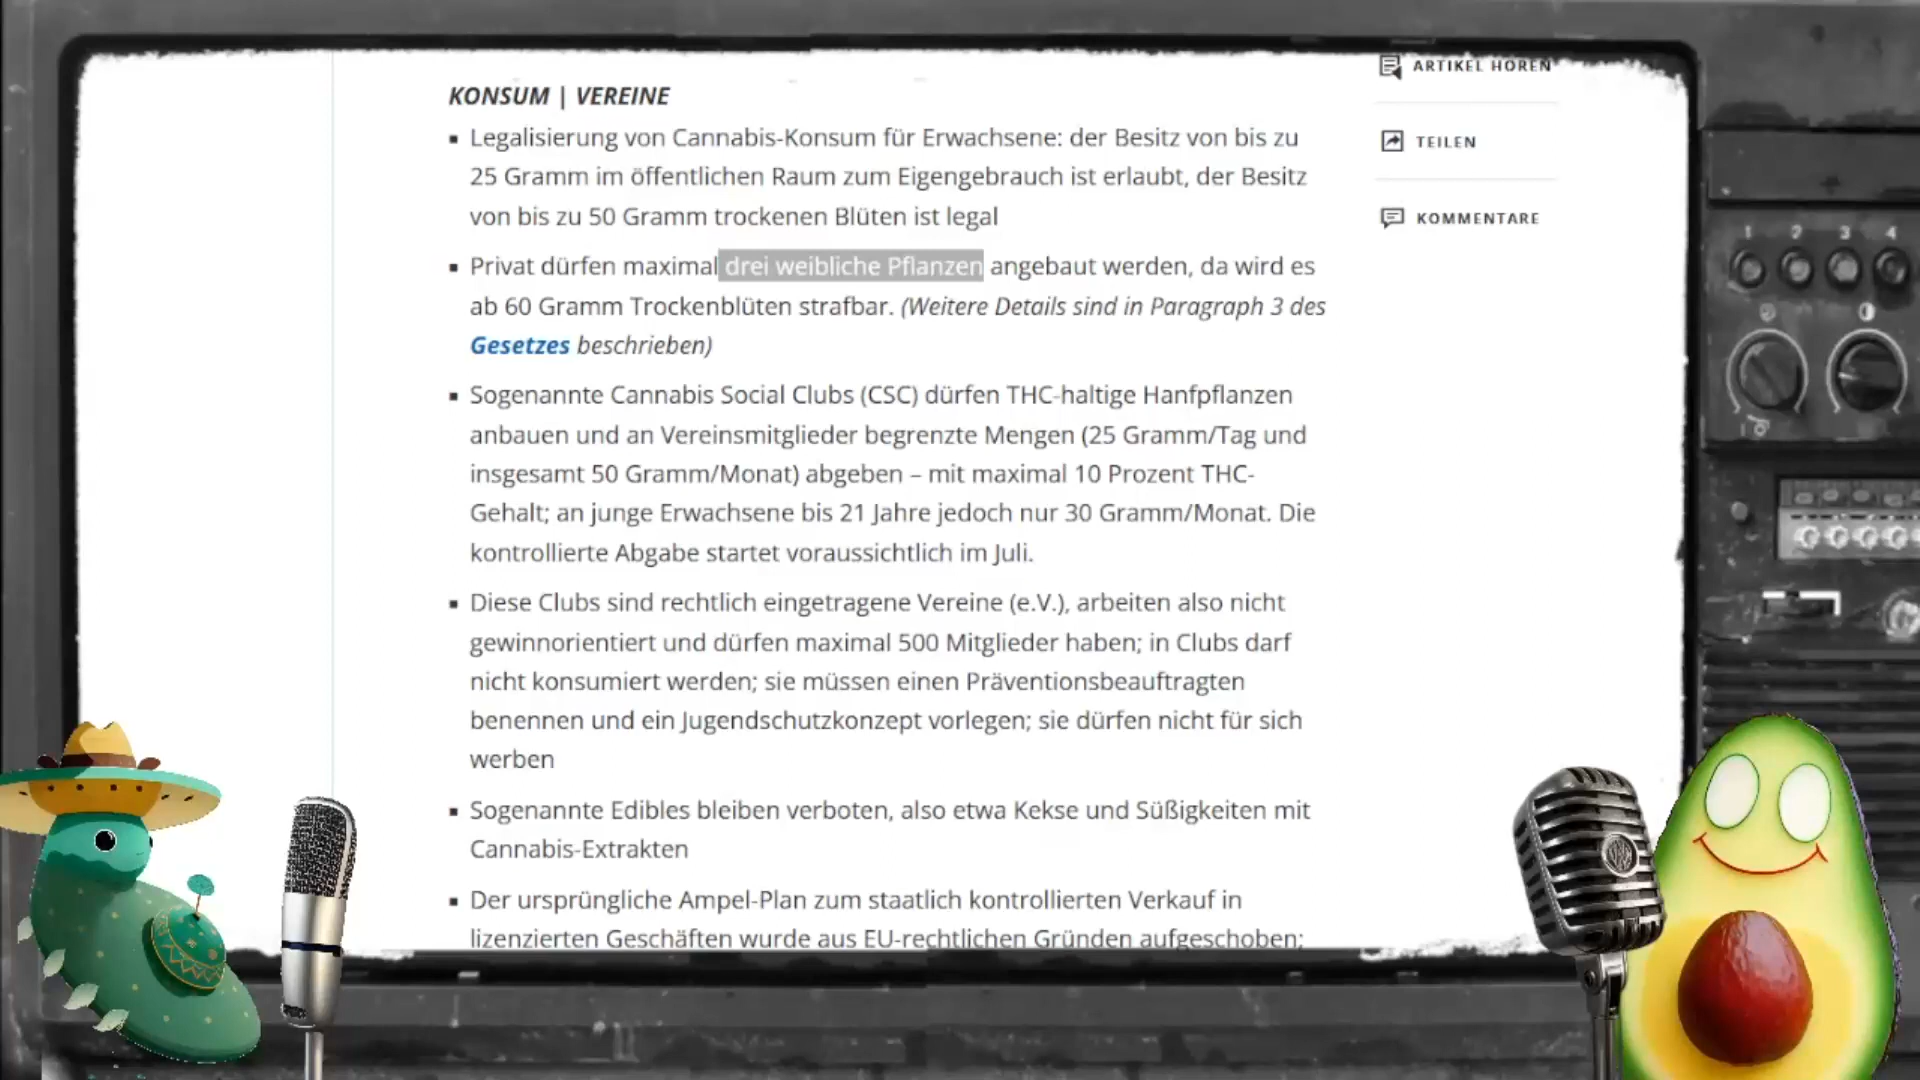 KONSUM | VEREINE
▪ Legalisierung von Cannabis-Konsum für Erwachsene: der Besitz von bis zu
25 Gramm im öffentlichen Raum zum Eigengebrauch ist erlaubt, der Besitz
von bis zu 50 Gramm trockenen Blüten ist legal
▪ Privat dürfen maximal drei weibliche Pflanzen angebaut werden, da wird es
ab 60 Gramm Trockenblüten strafbar. (Weitere Details sind in Paragraph 3 des
Gesetzes beschrieben)
▪ Sogenannte Cannabis Social Clubs (CSC) dürfen THC-haltige Hanfpflanzen
anbauen und an Vereinsmitglieder begrenzte Mengen (25 Gramm/Tag und
insgesamt 50 Gramm/Monat) abgeben – mit maximal 10 Prozent THC-
Gehalt; an junge Erwachsene bis 21 Jahre jedoch nur 30 Gramm/Monat. Die
kontrollierte Abgabe startet voraussichtlich im Juli.
▪ Diese Clubs sind rechtlich eingetragene Vereine (e.V.), arbeiten also nicht
gewinnorientiert und dürfen maximal 500 Mitglieder haben; in Clubs darf
nicht konsumiert werden; sie müssen einen Präventionsbeauftragten
benennen und ein Jugendschutzkonzept vorlegen; sie dürfen nicht für sich
werben
▪ Sogenannte Edibles bleiben verboten, also etwa Kekse und Süßigkeiten mit
Cannabis-Extrakten
▪ Der ursprüngliche Ampel-Plan zum staatlich kontrollierten Verkauf in
lizenzierten Geschäften wurde aus EU-rechtlichen Gründen aufgeschoben;
ARTIKEL HÖREN
TEILEN
KOMMENTARE
1 2 3 4